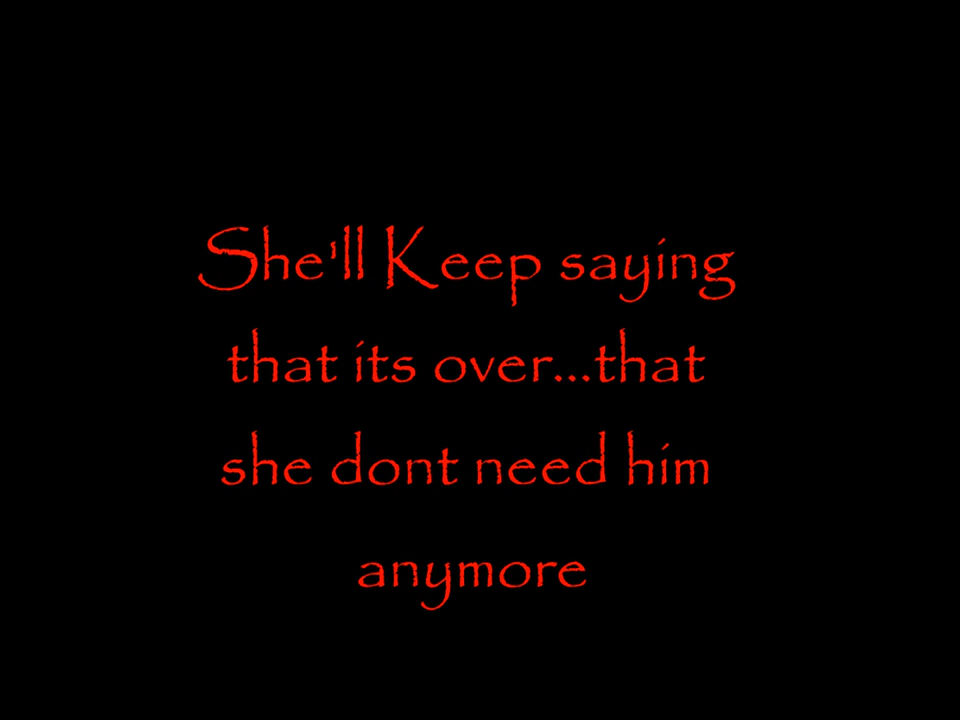 She'll Keep saying
that its over...that
she dont need him
anymore